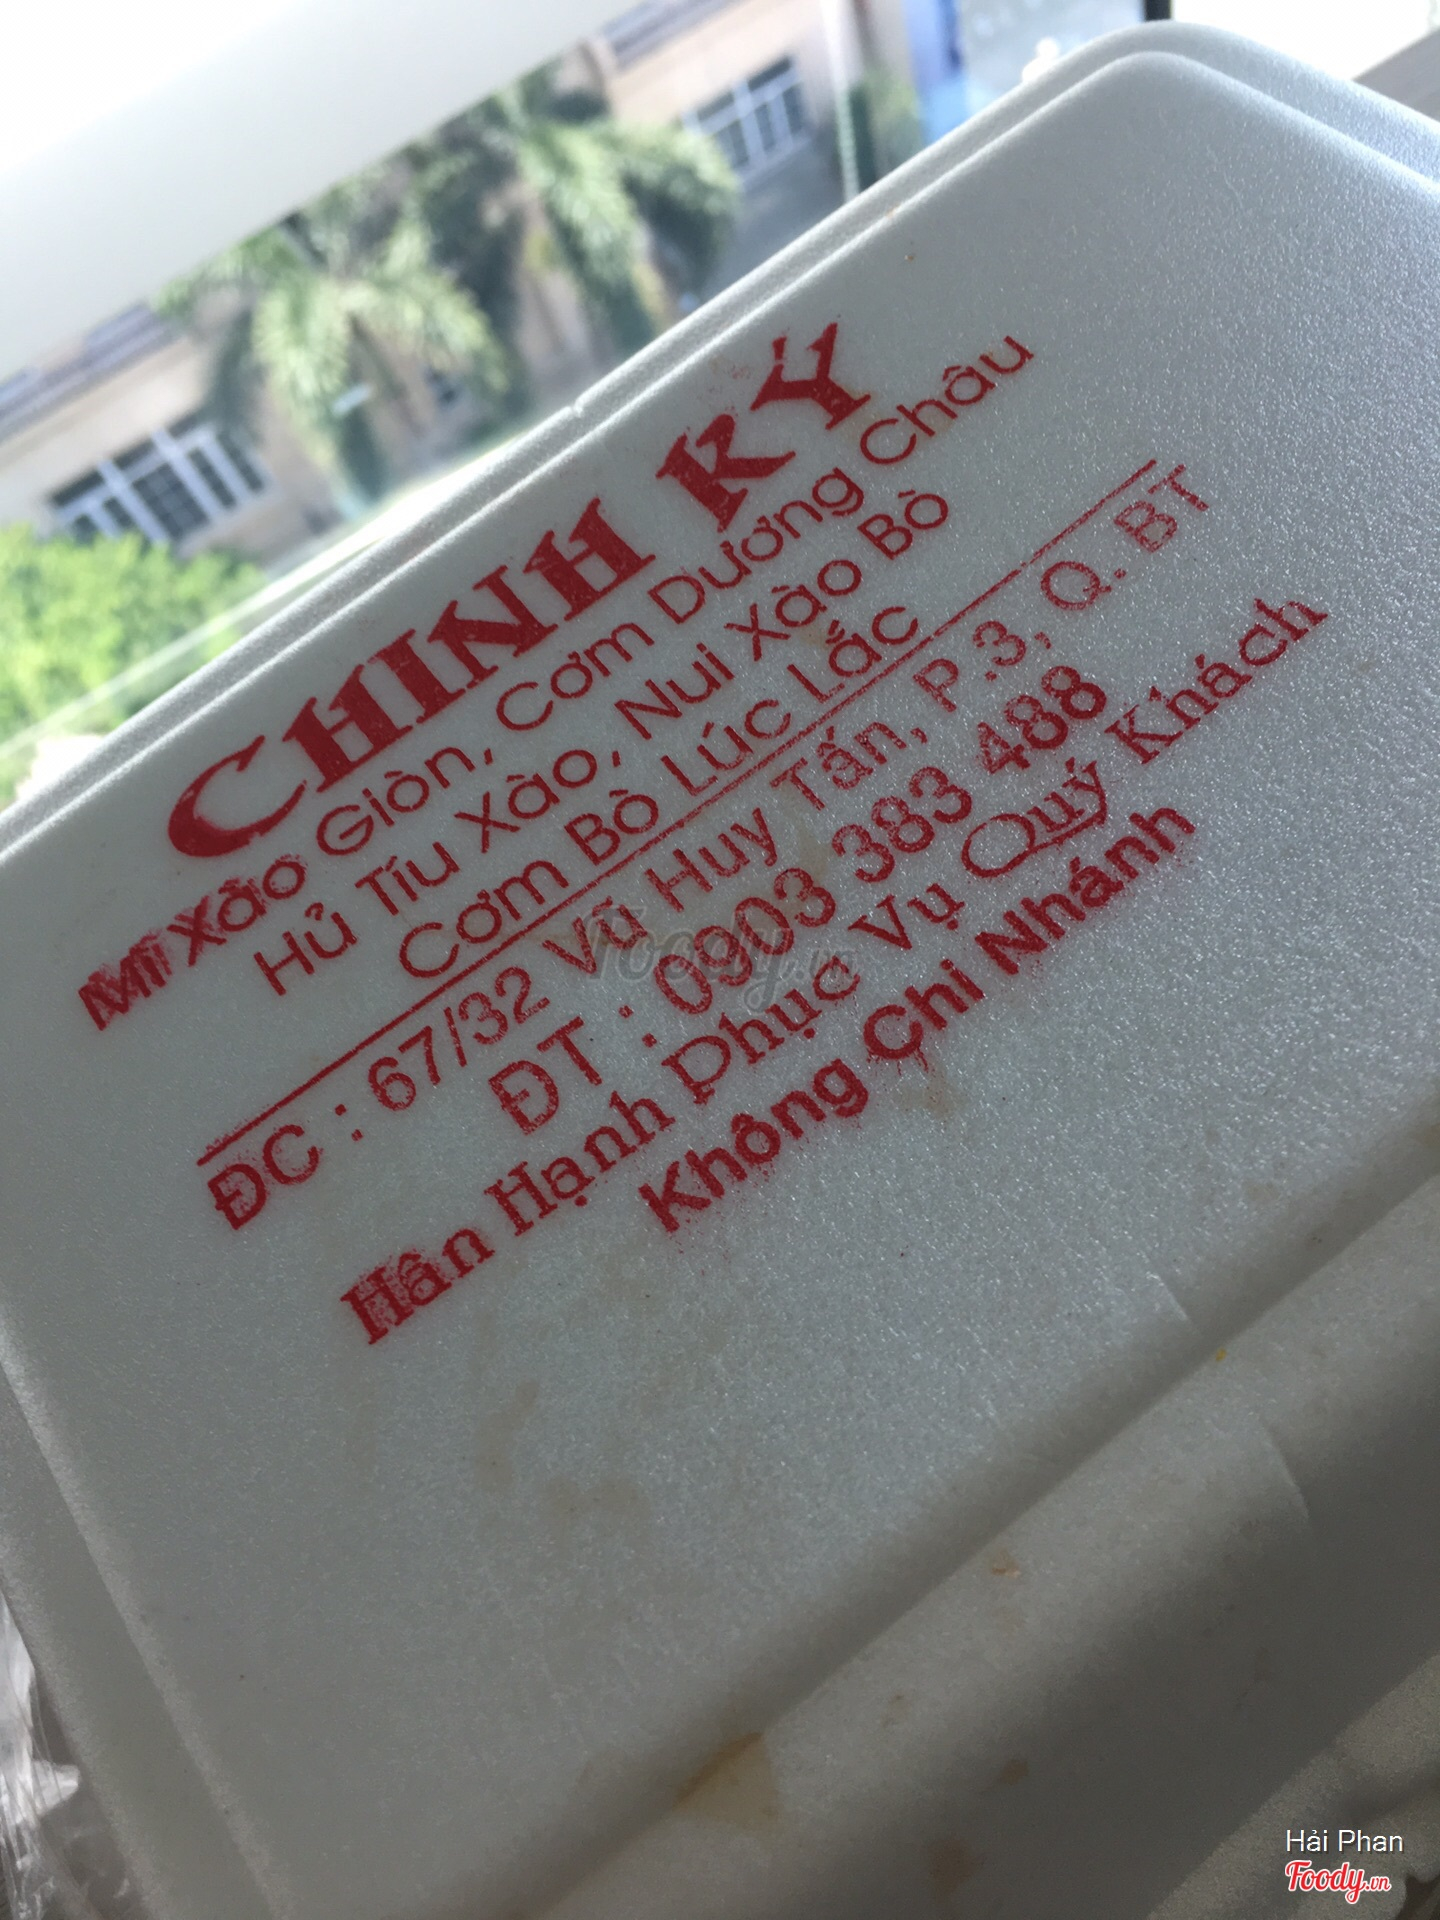 CHINH KÝ
Mì Xào Giòn, Cơm Dương Châu
Hủ Tíu Xào, Nui Xào Bò
Cơm Bò Lúc Lắc
ĐC : 67/32 Vũ Huy Tấn, P.3, Q. BT
ĐT : 0903 383 488
Hân Hạnh Phục Vụ Quý Khách
Không Chi Nhánh
Foody.vn
Hải Phan
Foody.vn